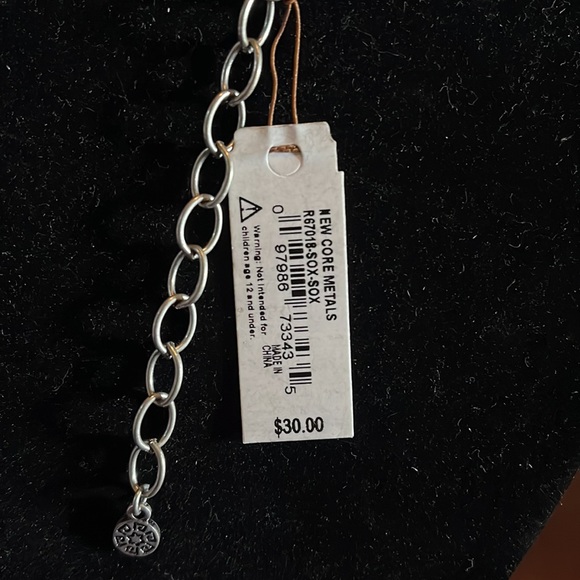 NEW CORE METALS
R67018-SOX-SOX
0 97986 73343 5
MADE IN
CHINA
Warning: Not intended for
children age 12 and under.
$30.00